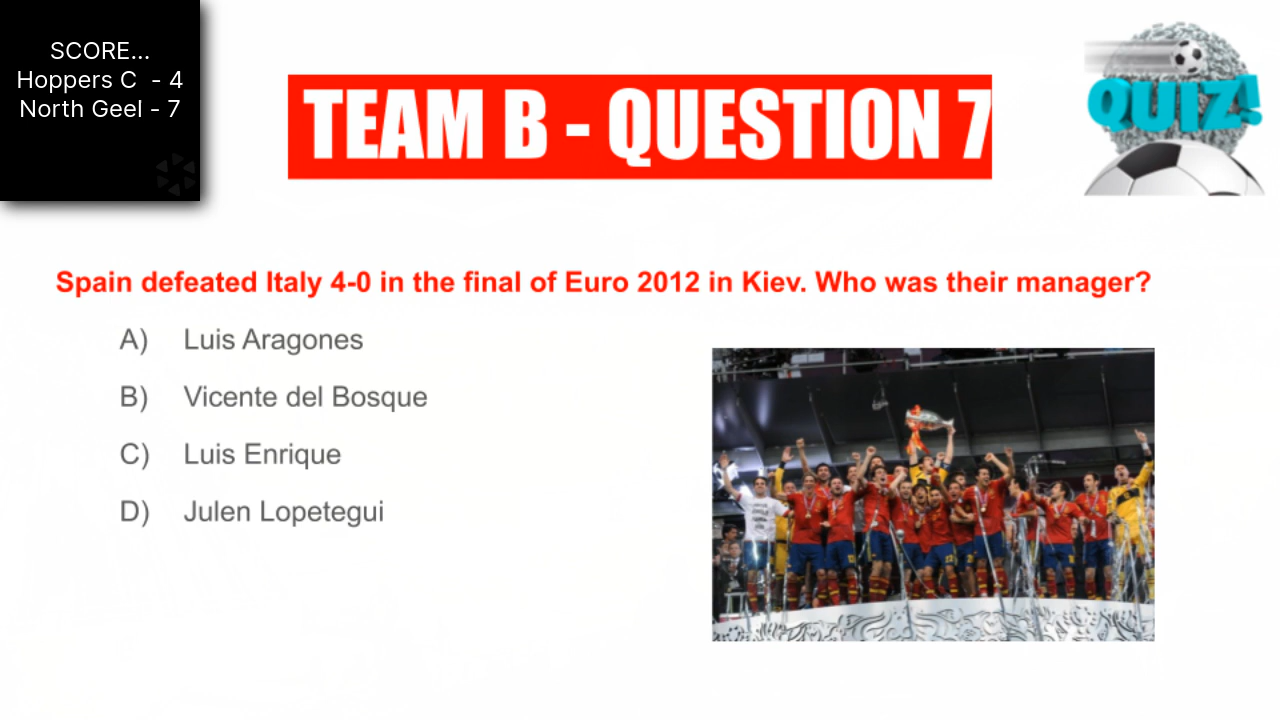 SCORE...
Hoppers C - 4
North Geel - 7
TEAM B - QUESTION 7
QUIZ!
Spain defeated Italy 4-0 in the final of Euro 2012 in Kiev. Who was their manager?
A) Luis Aragones
B) Vicente del Bosque
C) Luis Enrique
D) Julen Lopetegui